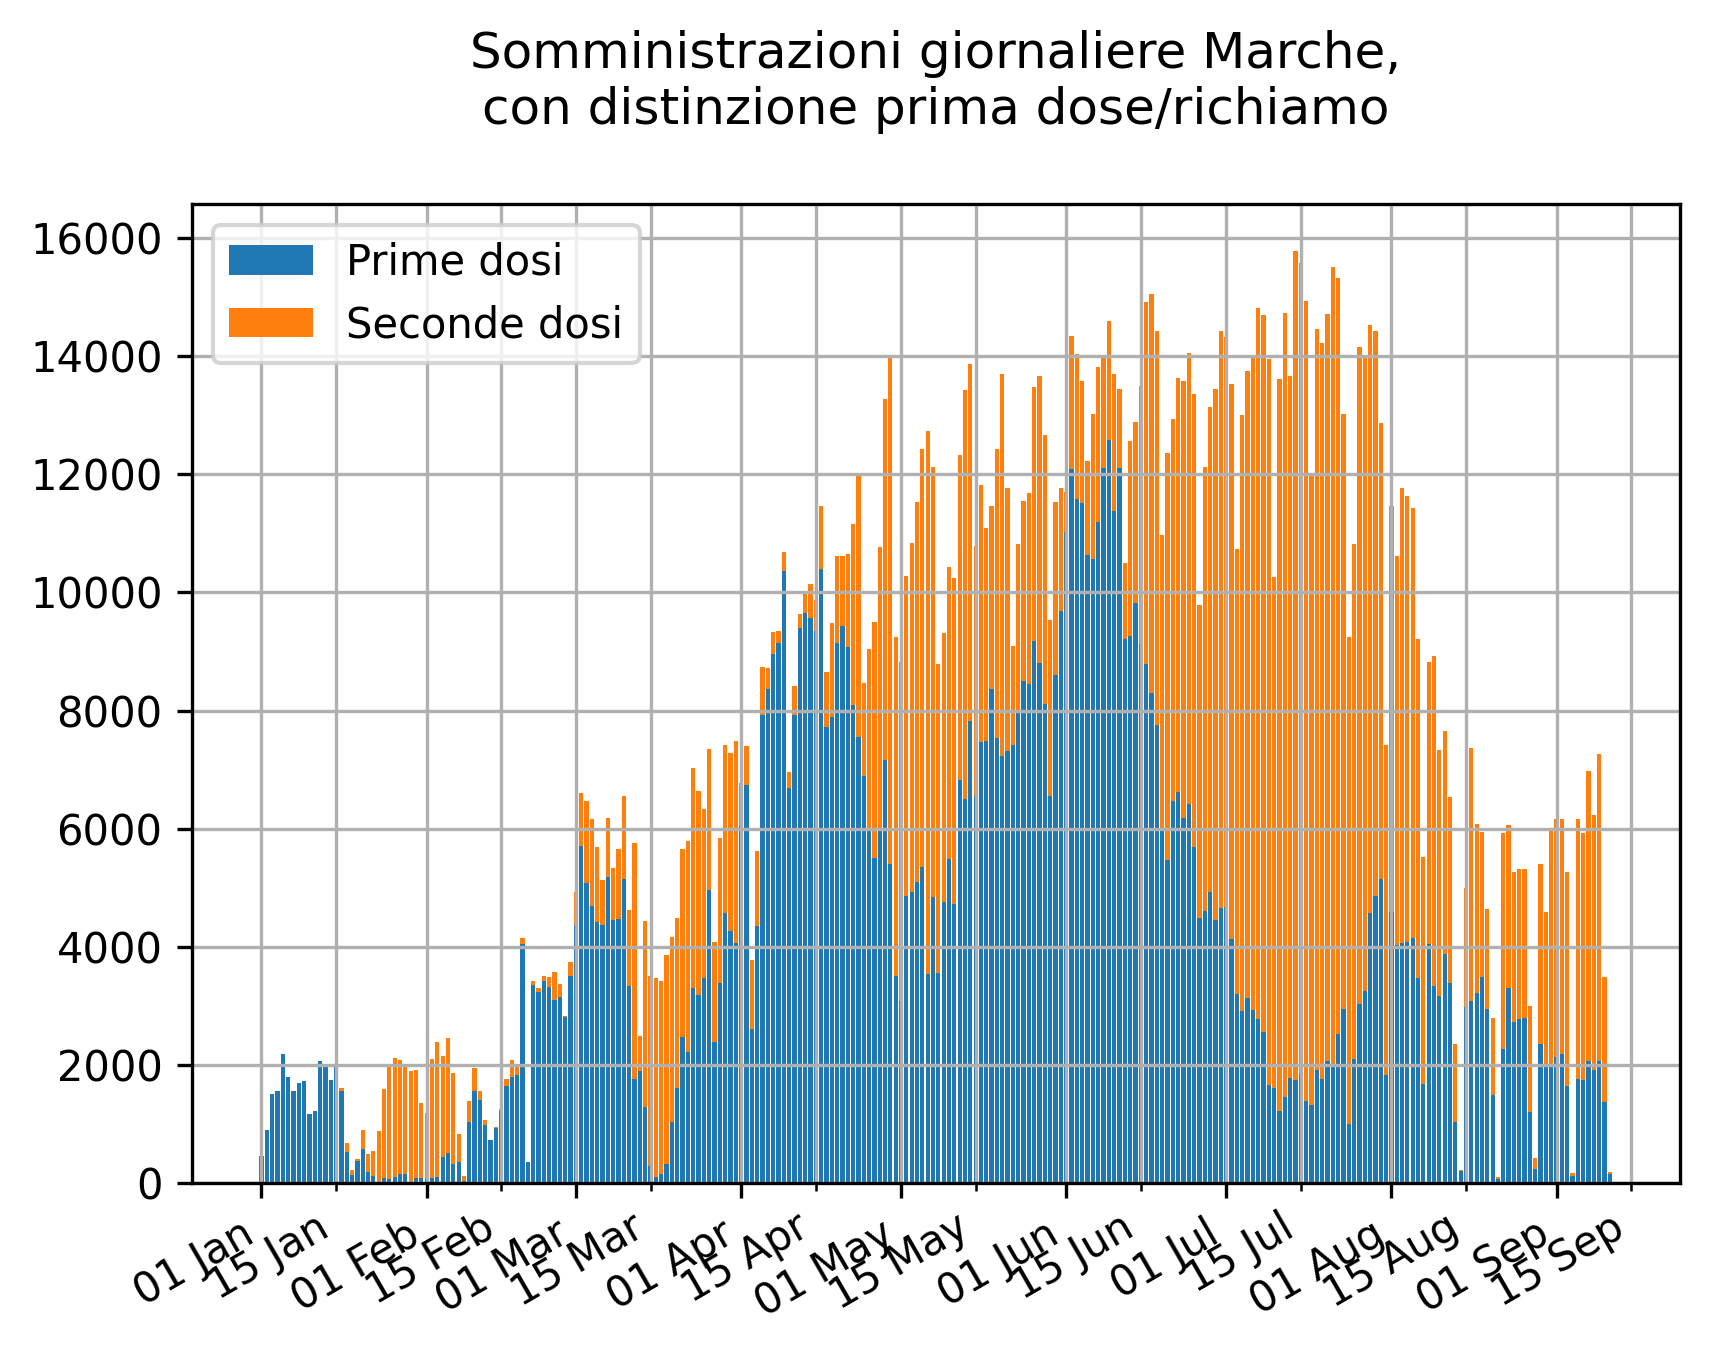 Somministrazioni giornaliere Marche,
con distinzione prima dose/richiamo
Prime dosi
Seconde dosi
16000
14000
12000
10000
8000
6000
4000
2000
0
01 Jan
15 Jan
01 Feb
15 Feb
01 Mar
15 Mar
01 Apr
15 Apr
01 May
15 May
01 Jun
15 Jun
01 Jul
15 Jul
01 Aug
15 Aug
01 Sep
15 Sep